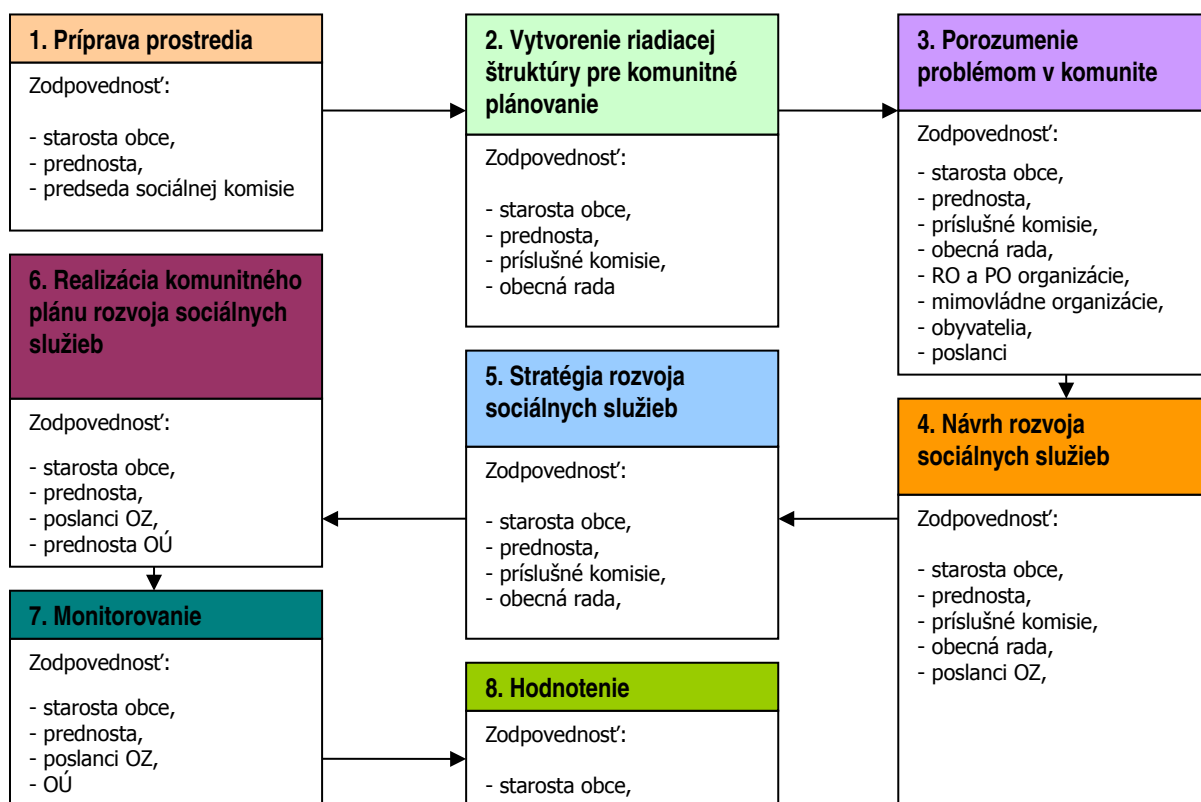 1. Príprava prostredia
Zodpovednosť:
- starosta obce,
- prednosta,
- predseda sociálnej komisie
2. Vytvorenie riadiacej
štruktúry pre komunitné
plánovanie
Zodpovednosť:
- starosta obce,
- prednosta,
- príslušné komisie,
- obecná rada
3. Porozumenie
problémom v komunite
Zodpovednosť:
- starosta obce,
- prednosta,
- príslušné komisie,
- obecná rada,
- RO a PO organizácie,
- mimovládne organizácie,
- obyvatelia,
- poslanci
4. Návrh rozvoja
sociálnych služieb
Zodpovednosť:
- starosta obce,
- prednosta,
- príslušné komisie,
- obecná rada,
- poslanci OZ,
5. Stratégia rozvoja
sociálnych služieb
Zodpovednosť:
- starosta obce,
- prednosta,
- príslušné komisie,
- obecná rada,
6. Realizácia komunitného
plánu rozvoja sociálnych
služieb
Zodpovednosť:
- starosta obce,
- prednosta,
- poslanci OZ,
- prednosta OÚ
7. Monitorovanie
Zodpovednosť:
- starosta obce,
- prednosta,
- poslanci OZ,
- OÚ
8. Hodnotenie
Zodpovednosť:
- starosta obce,